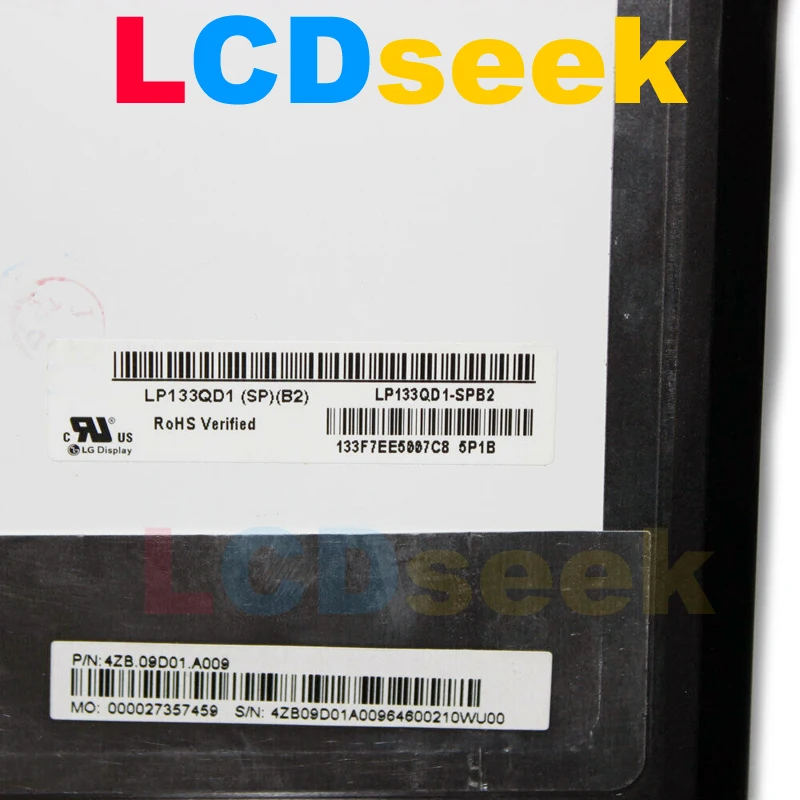 LCDseek
LP133QD1 (SP)(B2)
LP133QD1-SPB2
RoHS Verified
C RU® US
LG Display
133F7EE5007C8 5P1B
LCDseek
P/N: 4ZB.09D01.A009
MO: 000027357459 S/N: 4ZB09D01A00964600210WU00